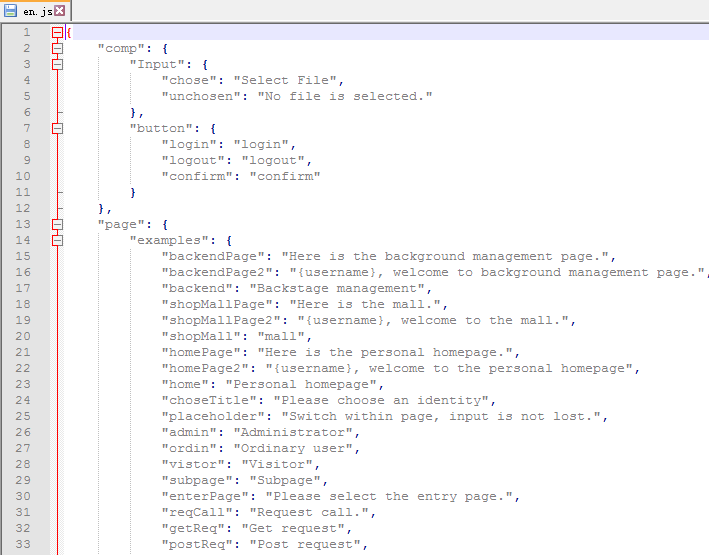 en.js
1 {
2 "comp": {
3 "Input": {
4 "chose": "Select File",
5 "unchosen": "No file is selected."
6 },
7 "button": {
8 "login": "login",
9 "logout": "logout",
10 "confirm": "confirm"
11 }
12 },
13 "page": {
14 "examples": {
15 "backendPage": "Here is the background management page.",
16 "backendPage2": "{username}, welcome to background management page.",
17 "backend": "Backstage management",
18 "shopMallPage": "Here is the mall.",
19 "shopMallPage2": "{username}, welcome to the mall.",
20 "shopMall": "mall",
21 "homePage": "Here is the personal homepage.",
22 "homePage2": "{username}, welcome to the personal homepage",
23 "home": "Personal homepage",
24 "choseTitle": "Please choose an identity",
25 "placeholder": "Switch within page, input is not lost.",
26 "admin": "Administrator",
27 "ordin": "Ordinary user",
28 "vistor": "Visitor",
29 "subpage": "Subpage",
30 "enterPage": "Please select the entry page.",
31 "reqCall": "Request call.",
32 "getReq": "Get request",
33 "postReq": "Post request",